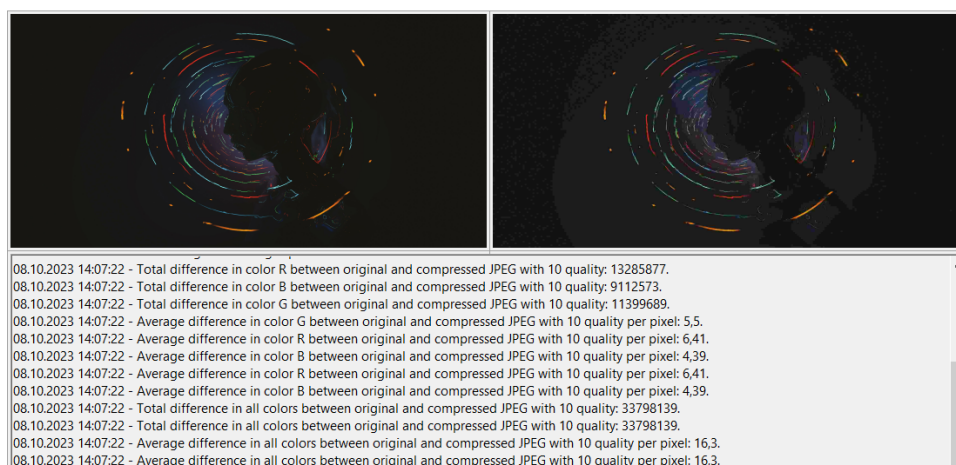 08.10.2023 14:07:22 - Total difference in color R between original and compressed JPEG with 10 quality: 13285877.
08.10.2023 14:07:22 - Total difference in color B between original and compressed JPEG with 10 quality: 9112573.
08.10.2023 14:07:22 - Total difference in color G between original and compressed JPEG with 10 quality: 11399689.
08.10.2023 14:07:22 - Average difference in color G between original and compressed JPEG with 10 quality per pixel: 5,5.
08.10.2023 14:07:22 - Average difference in color R between original and compressed JPEG with 10 quality per pixel: 6,41.
08.10.2023 14:07:22 - Average difference in color B between original and compressed JPEG with 10 quality per pixel: 4,39.
08.10.2023 14:07:22 - Average difference in color R between original and compressed JPEG with 10 quality per pixel: 6,41.
08.10.2023 14:07:22 - Average difference in color B between original and compressed JPEG with 10 quality per pixel: 4,39.
08.10.2023 14:07:22 - Total difference in all colors between original and compressed JPEG with 10 quality: 33798139.
08.10.2023 14:07:22 - Total difference in all colors between original and compressed JPEG with 10 quality: 33798139.
08.10.2023 14:07:22 - Average difference in all colors between original and compressed JPEG with 10 quality per pixel: 16,3.
08.10.2023 14:07:22 - Average difference in all colors between original and compressed JPEG with 10 quality per pixel: 16,3.